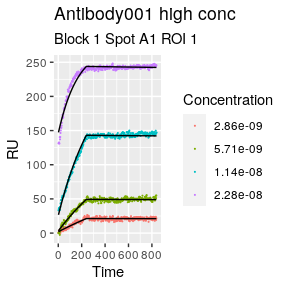 Antibody001 high conc
Block 1 Spot A1 ROI 1
250
200
150
100
50
0
RU
0 200 400 600 800
Time
Concentration
2.86e-09
5.71e-09
1.14e-08
2.28e-08